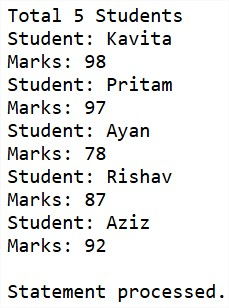 Total 5 Students
Student: Kavita
Marks: 98
Student: Pritam
Marks: 97
Student: Ayan
Marks: 78
Student: Rishav
Marks: 87
Student: Aziz
Marks: 92

Statement processed.